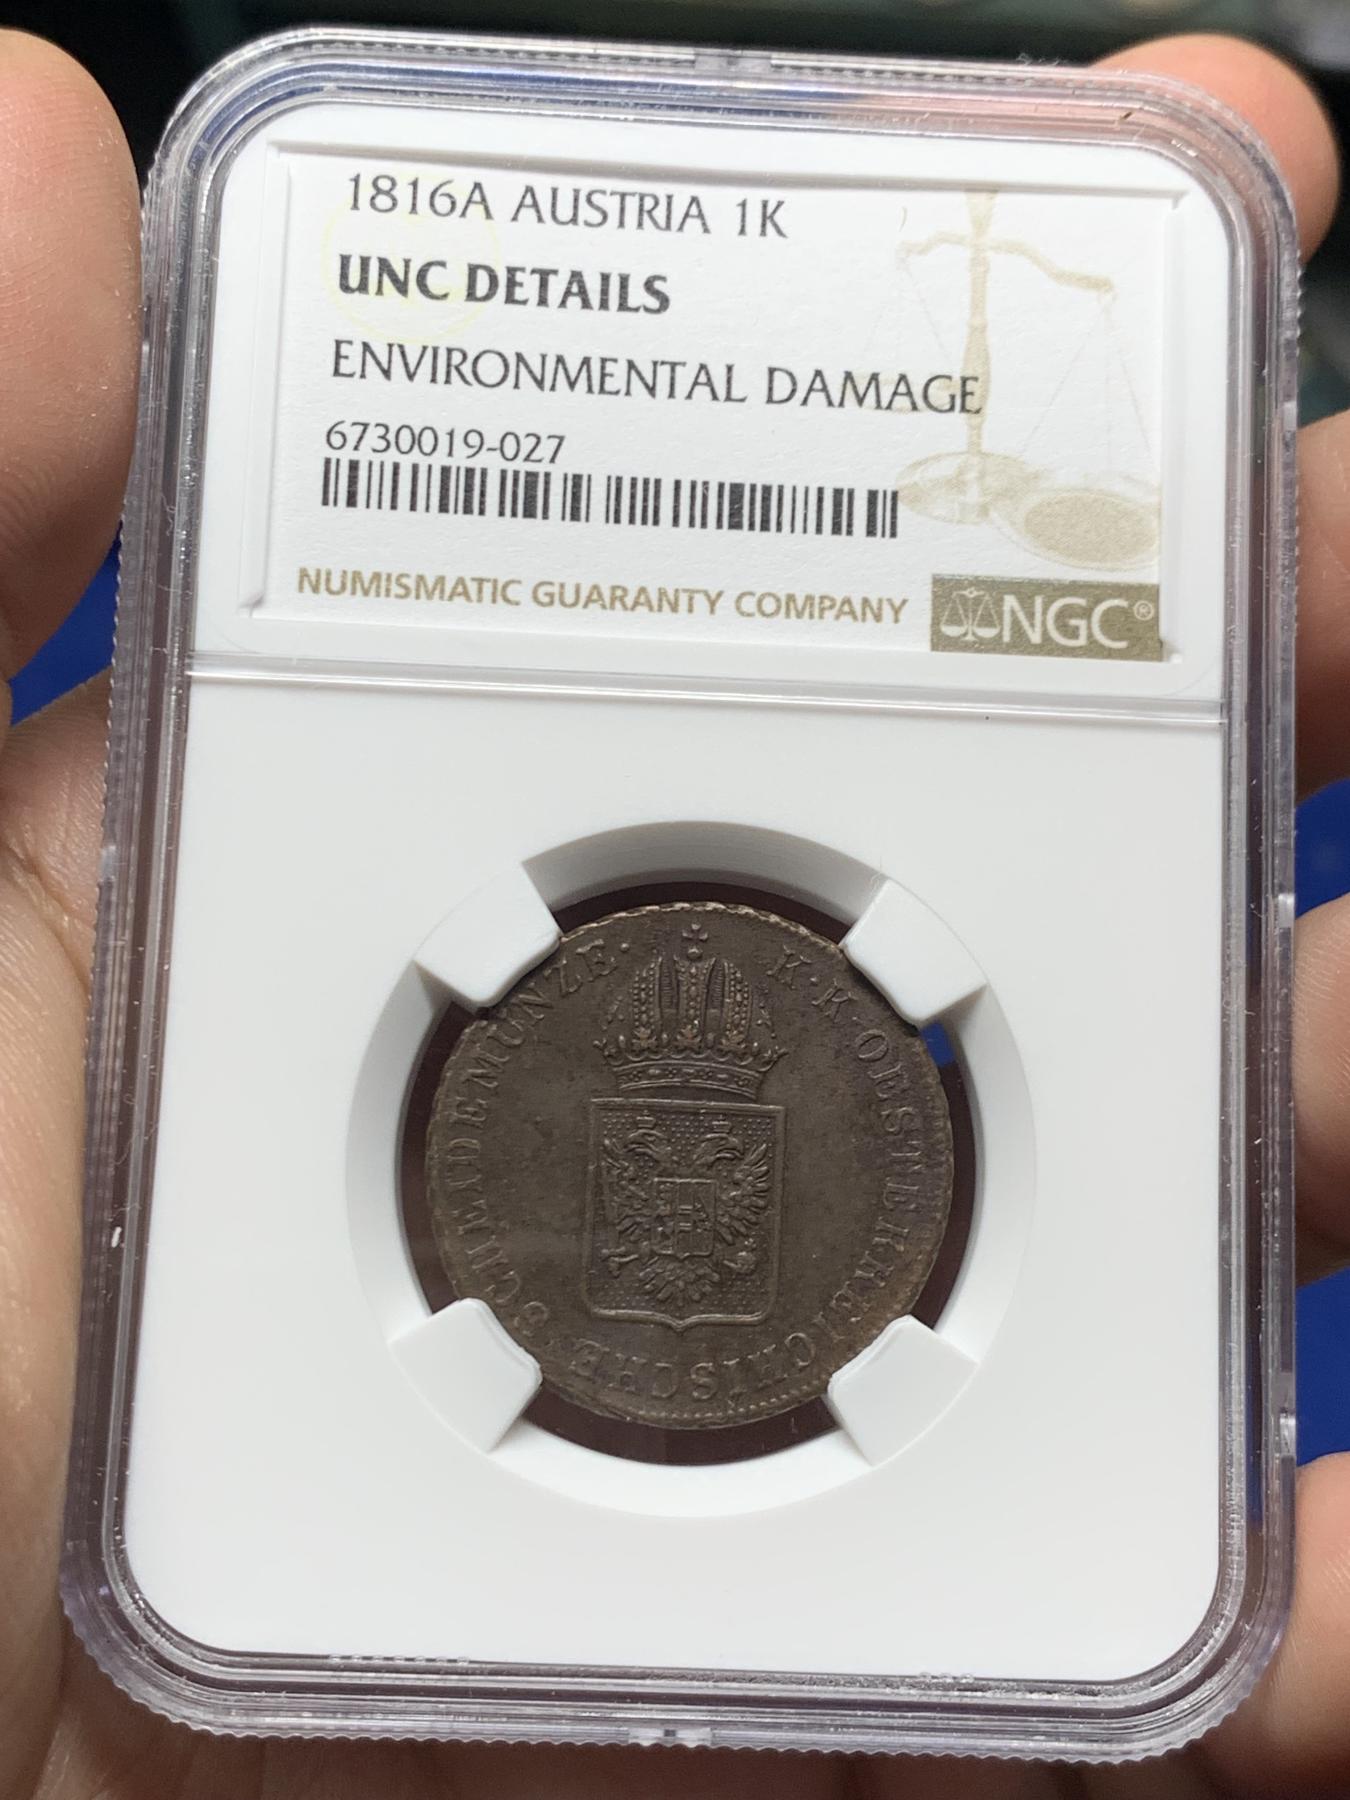 1816A AUSTRIA 1K
UNC DETAILS
ENVIRONMENTAL DAMAGE
6730019-027
NUMISMATIC GUARANTY COMPANY
NGC®
K·K·OESTERREICHISCHE·SCHEIDEMÜNZE·